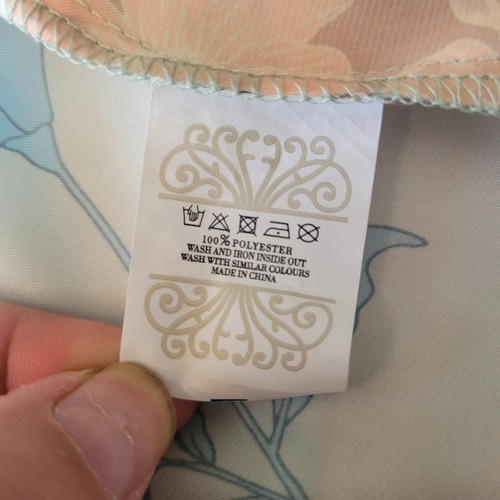 100% POLYESTER
WASH AND IRON INSIDE OUT
WASH WITH SIMILAR COLOURS
MADE IN CHINA